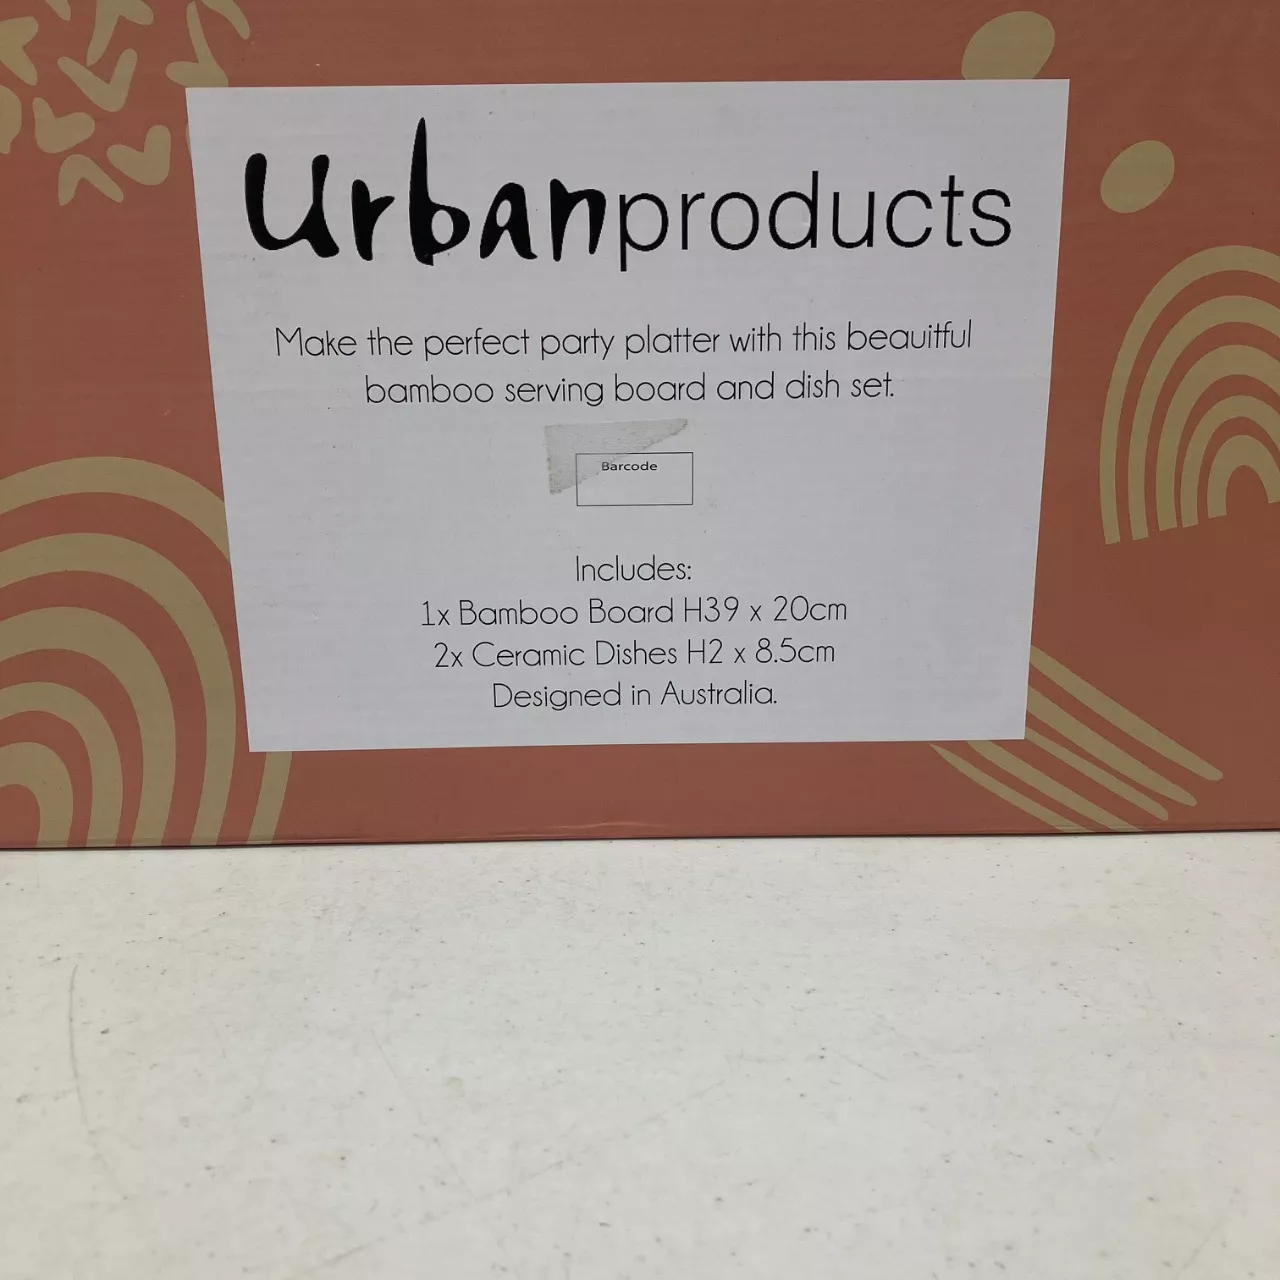 Urbanproducts
Make the perfect party platter with this beauitful
bamboo serving board and dish set.
Barcode
Includes:
1x Bamboo Board H39 x 20cm
2x Ceramic Dishes H2 x 8.5cm
Designed in Australia.